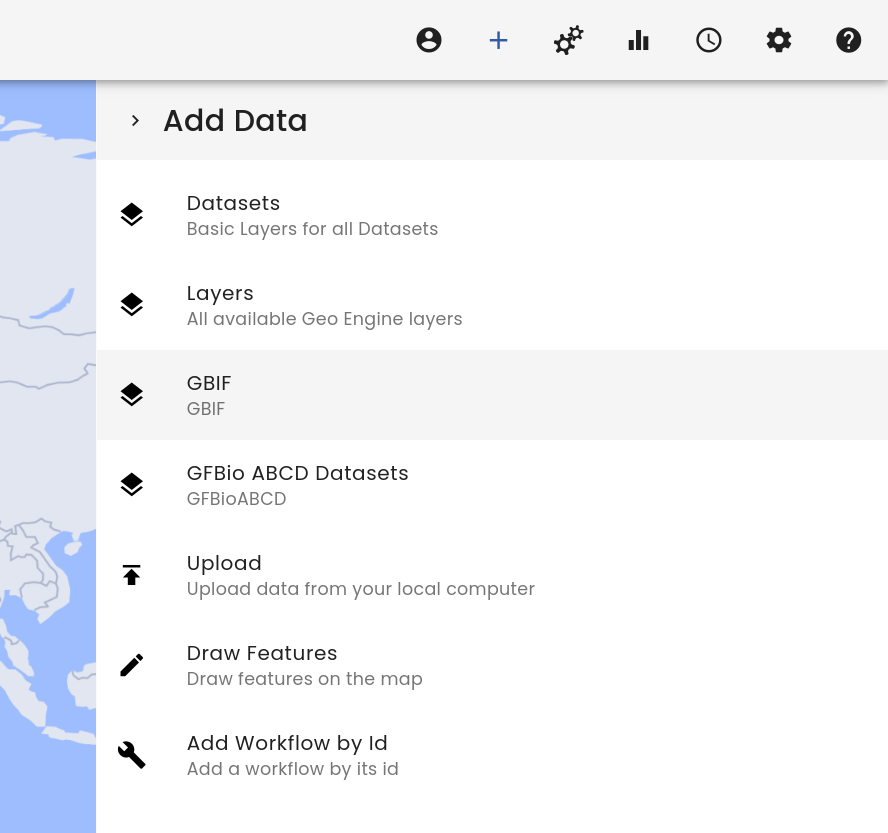 Add Data
Datasets
Basic Layers for all Datasets
Layers
All available Geo Engine layers
GBIF
GBIF
GFBio ABCD Datasets
GFBioABCD
Upload
Upload data from your local computer
Draw Features
Draw features on the map
Add Workflow by Id
Add a workflow by its id